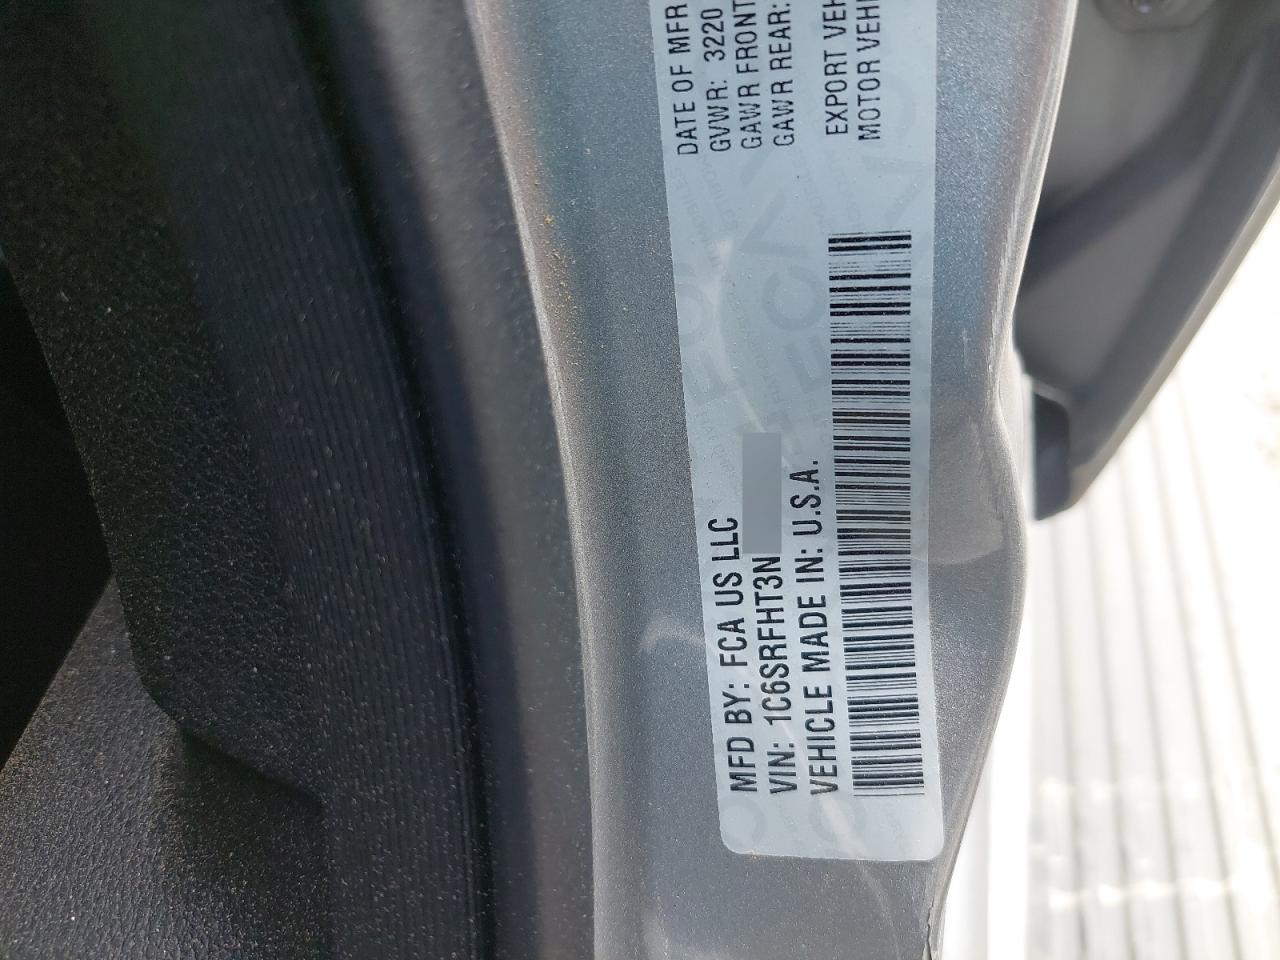 MFD BY: FCA US LLC
VIN: 1C6SRFHT3N
VEHICLE MADE IN: U.S.A.
DATE OF MFR
GVWR: 3220
GAWR FRONT
GAWR REAR:
EXPORT VEH
MOTOR VEHI